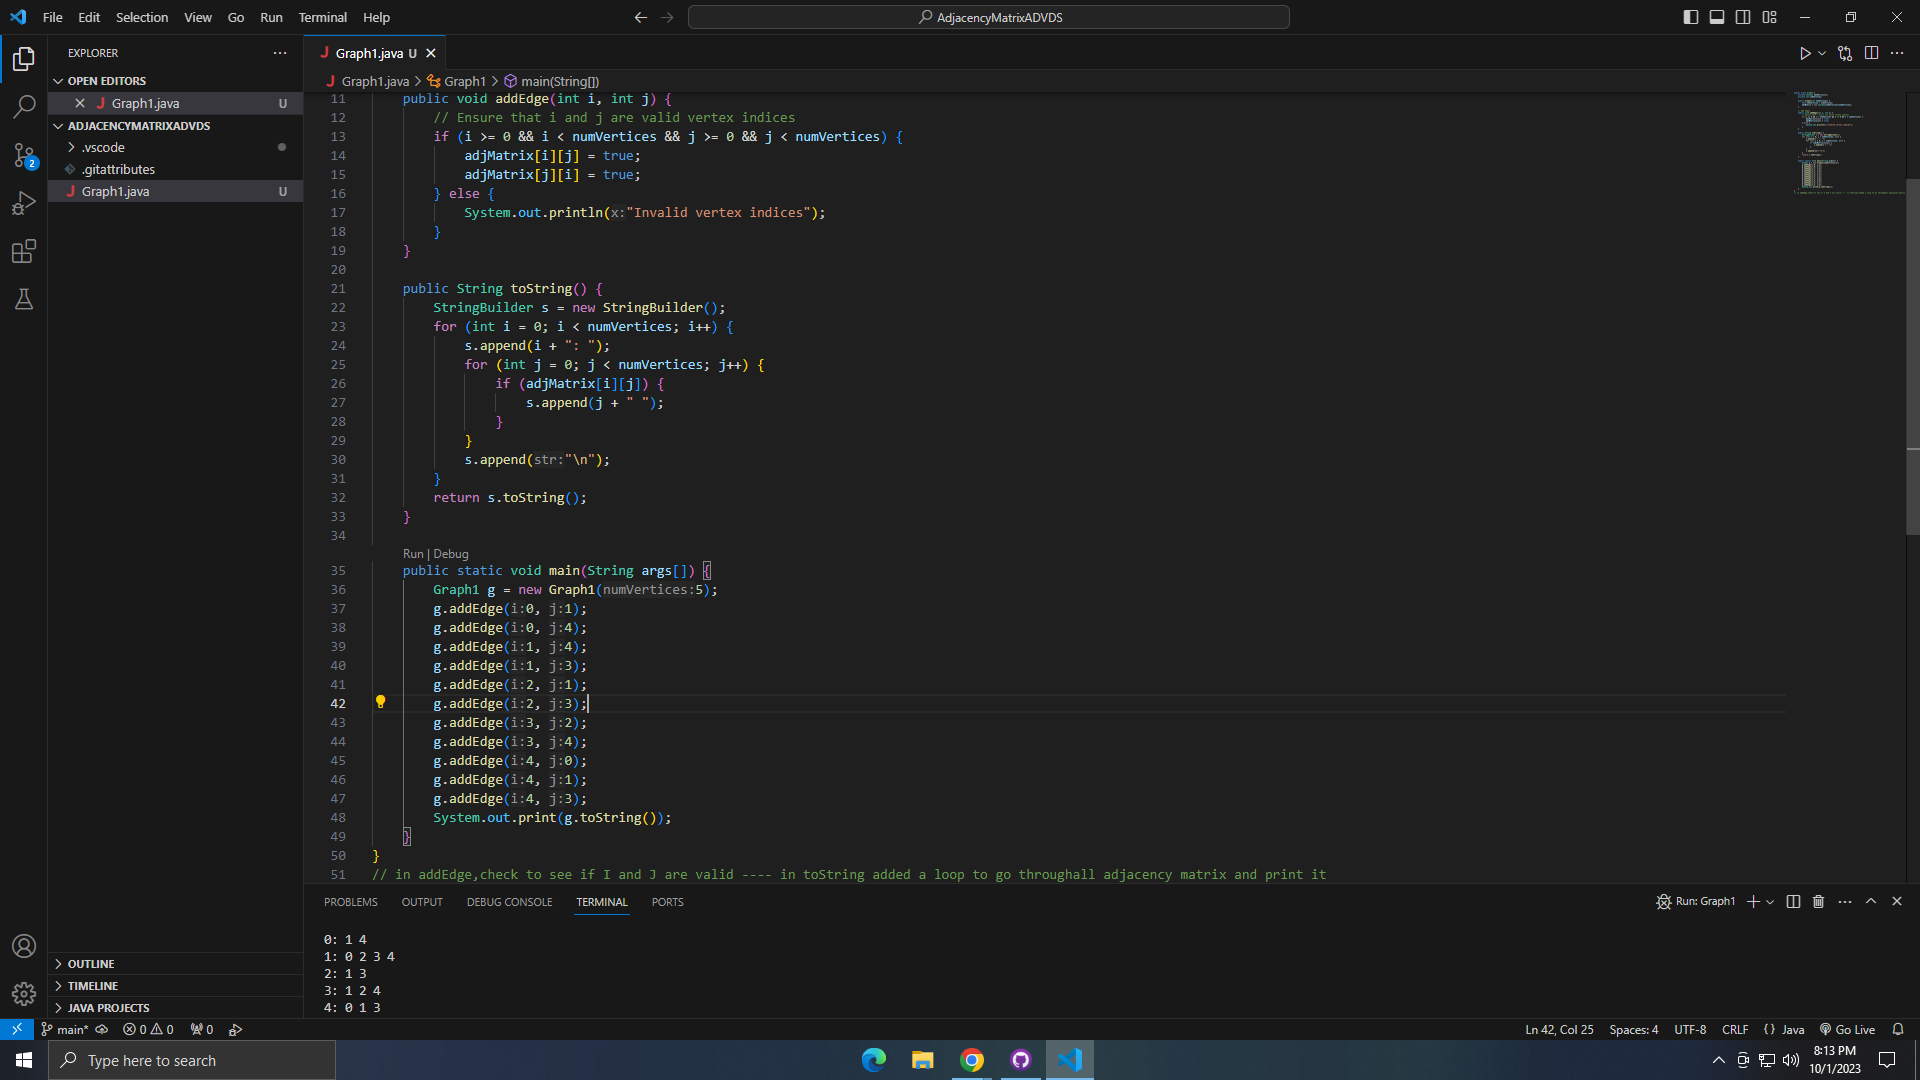 File Edit Selection View Go Run Terminal Help
AdjacencyMatrixADVDS
EXPLORER
OPEN EDITORS
Graph1.java U
ADJACENCYMATRIXADVDS
.vscode
.gitattributes
Graph1.java U
OUTLINE
TIMELINE
JAVA PROJECTS
Graph1.java U
Graph1.java > Graph1 > main(String[])
11 public void addEdge(int i, int j) {
12 // Ensure that i and j are valid vertex indices
13 if (i >= 0 && i < numVertices && j >= 0 && j < numVertices) {
14 adjMatrix[i][j] = true;
15 adjMatrix[j][i] = true;
16 } else {
17 System.out.println(x:"Invalid vertex indices");
18 }
19 }
20
21 public String toString() {
22 StringBuilder s = new StringBuilder();
23 for (int i = 0; i < numVertices; i++) {
24 s.append(i + ": ");
25 for (int j = 0; j < numVertices; j++) {
26 if (adjMatrix[i][j]) {
27 s.append(j + " ");
28 }
29 }
30 s.append(str:"\n");
31 }
32 return s.toString();
33 }
34
Run | Debug
35 public static void main(String args[]) {
36 Graph1 g = new Graph1(numVertices:5);
37 g.addEdge(i:0, j:1);
38 g.addEdge(i:0, j:4);
39 g.addEdge(i:1, j:4);
40 g.addEdge(i:1, j:3);
41 g.addEdge(i:2, j:1);
42 g.addEdge(i:2, j:3);
43 g.addEdge(i:3, j:2);
44 g.addEdge(i:3, j:4);
45 g.addEdge(i:4, j:0);
46 g.addEdge(i:4, j:1);
47 g.addEdge(i:4, j:3);
48 System.out.print(g.toString());
49 }
50 }
51 // in addEdge,check to see if I and J are valid ---- in toString added a loop to go throughall adjacency matrix and print it
PROBLEMS OUTPUT DEBUG CONSOLE TERMINAL PORTS
Run: Graph1
0: 1 4
1: 0 2 3 4
2: 1 3
3: 1 2 4
4: 0 1 3
main* 0 0 0
Ln 42, Col 25 Spaces: 4 UTF-8 CRLF {} Java Go Live
2
Type here to search
8:13 PM
10/1/2023